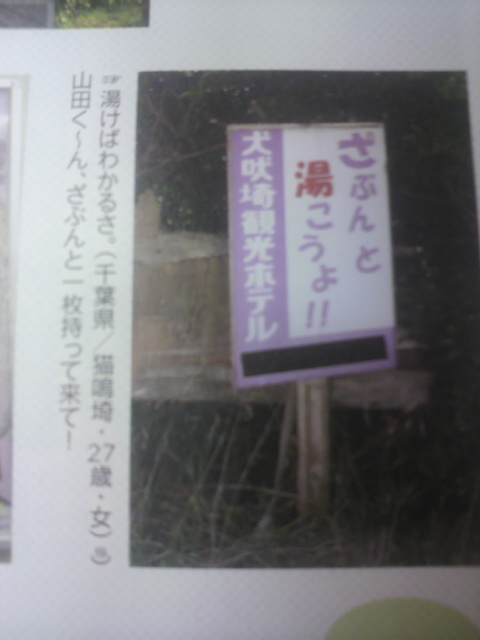 ざぶんと
湯こうよ!!
犬吠埼観光ホテル
☞湯けばわかるさ。(千葉県/猫鳴埼・27歳・女)♨
山田く〜ん、ざぶんと一枚持って来て!